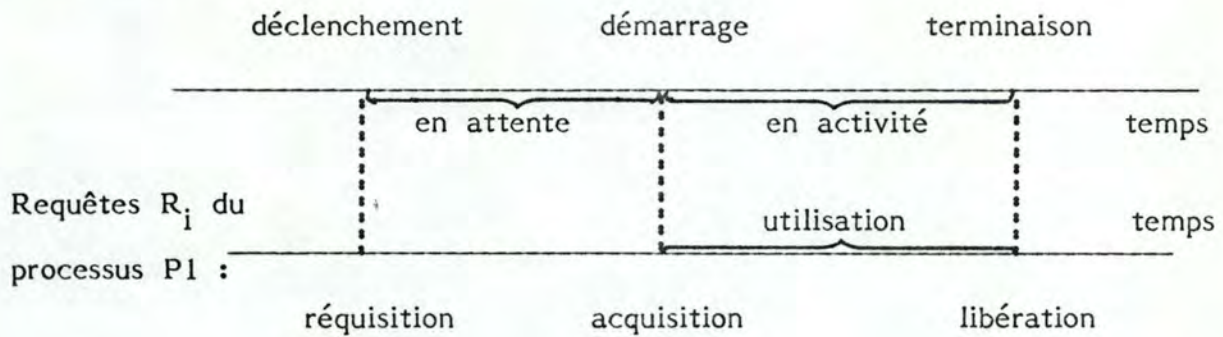 déclenchement démarrage terminaison
en attente en activité temps
Requêtes R_i du utilisation temps
processus P1 :
réquisition acquisition libération